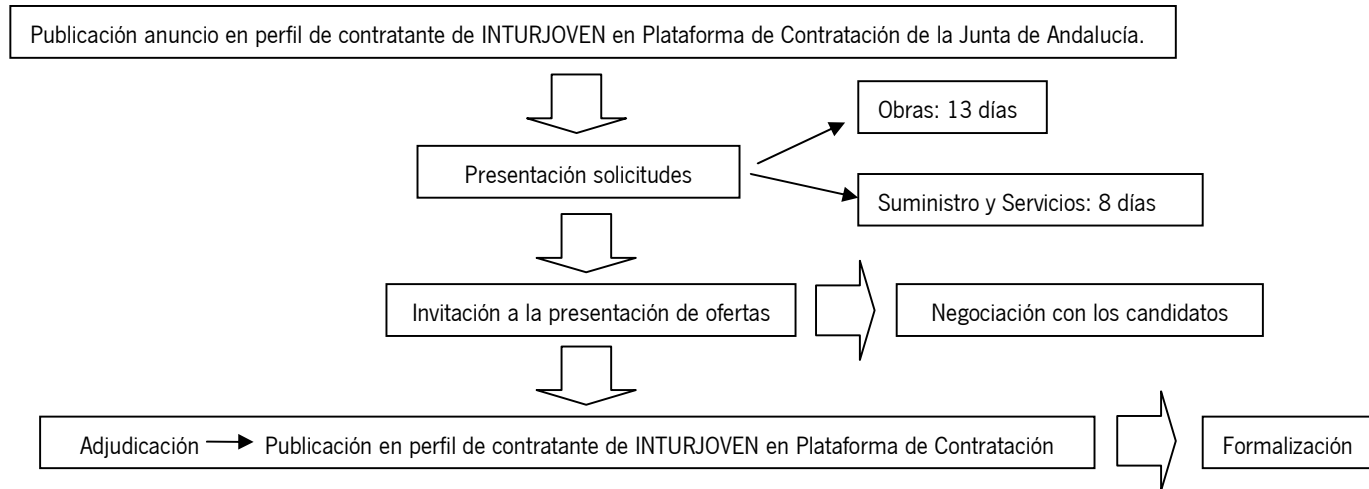 Publicación anuncio en perfil de contratante de INTURJOVEN en Plataforma de Contratación de la Junta de Andalucía.
Obras: 13 días
Presentación solicitudes
Suministro y Servicios: 8 días
Invitación a la presentación de ofertas
Negociación con los candidatos
Adjudicación
Publicación en perfil de contratante de INTURJOVEN en Plataforma de Contratación
Formalización